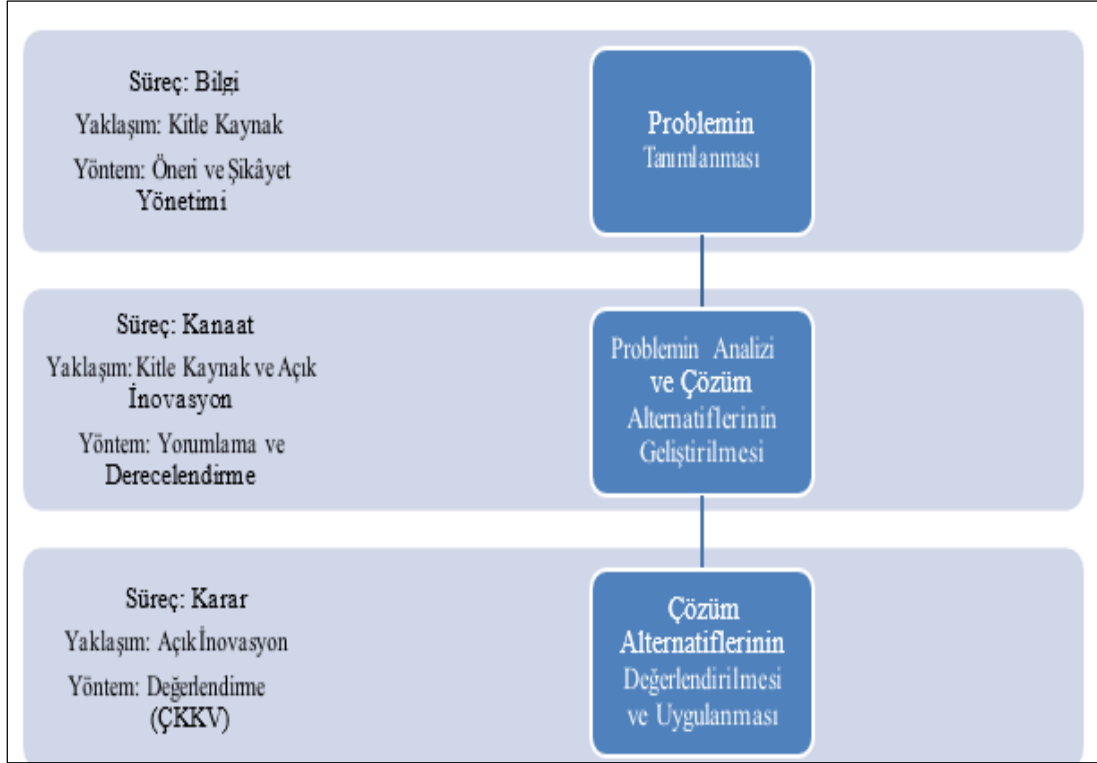 Süreç: Bilgi
Yaklaşım: Kitle Kaynak
Yöntem: Öneri ve Şikâyet
Yönetimi
Problemin
Tanımlanması
Süreç: Kanaat
Yaklaşım: Kitle Kaynak ve Açık
İnovasyon
Yöntem: Yorumlama ve
Derecelendirme
Problemin Analizi
ve Çözüm
Alternatiflerinin
Geliştirilmesi
Süreç: Karar
Yaklaşım: Açık İnovasyon
Yöntem: Değerlendirme
(ÇKKV)
Çözüm
Alternatiflerinin
Değerlendirilmesi
ve Uygulanması